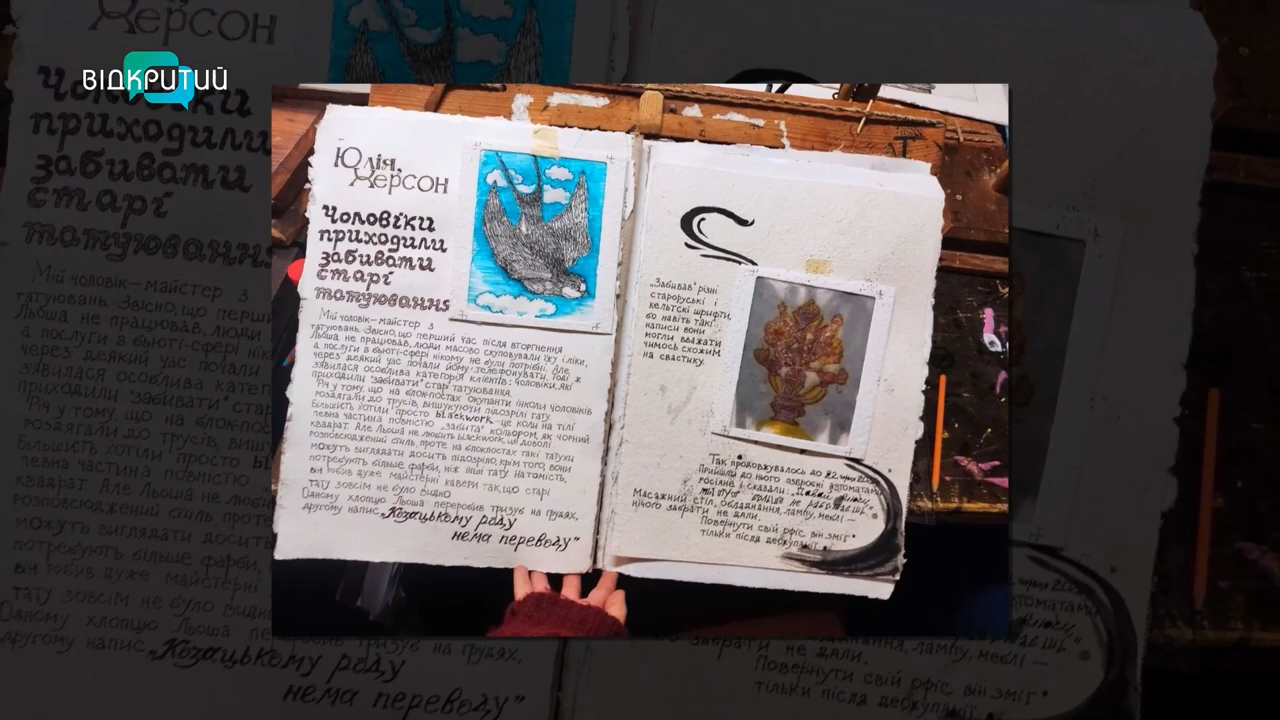 ВІДКРИТИЙ
Юлія,
Херсон
Чоловіки
приходили
забивати
старі
татуювання
Мій чоловік – майстер з
татуювань. Звісно, що перший час після вторгнення
Льоша не працював, люди масово скуповували їжу і ліки,
а послуги в бьюті-сфері нікому не були потрібні. Але,
через деякий час почали йому телефонувати. Тоді ж
з'явилася особлива категорія клієнтів: чоловіки, які
приходили "забивати" старі татуювання.
Річ у тому, що на блок-постах окупанти інколи чоловіків
роздягали до трусів, вишукуючи підозрілі тату.
Більшість хотіли просто blackwork – це коли на тілі
певна частина повністю "забита" кольором, як чорний
квадрат. Але Льоша не любить blackwork, це доволі
розповсюджений стиль, проте на блокпостах такі татухи
можуть виглядати досить підозріло, крім того, вони
потребують більше фарби, ніж інші тату. Натомість,
він робив дуже майстерні кавери так, що старі
тату зовсім не було видно
Одному хлопцю Льоша переробив тризуб на грудях,
другому напис „Козацькому роду
нема переводу"
„Забивав" різні
староруські і
кельтскі шрифти,
бо навіть такі
написи вони
могли вважати
чимось схожим
на свастику.
Так продовжувалось до 22
Прийшли до нього озброєні автоматами
росіяне і сказали:
Масажний стіл, обладнання, лампу, меблі –
нічого забрати не дали.
Повернути свій офіс він зміг
тільки після деокупації...